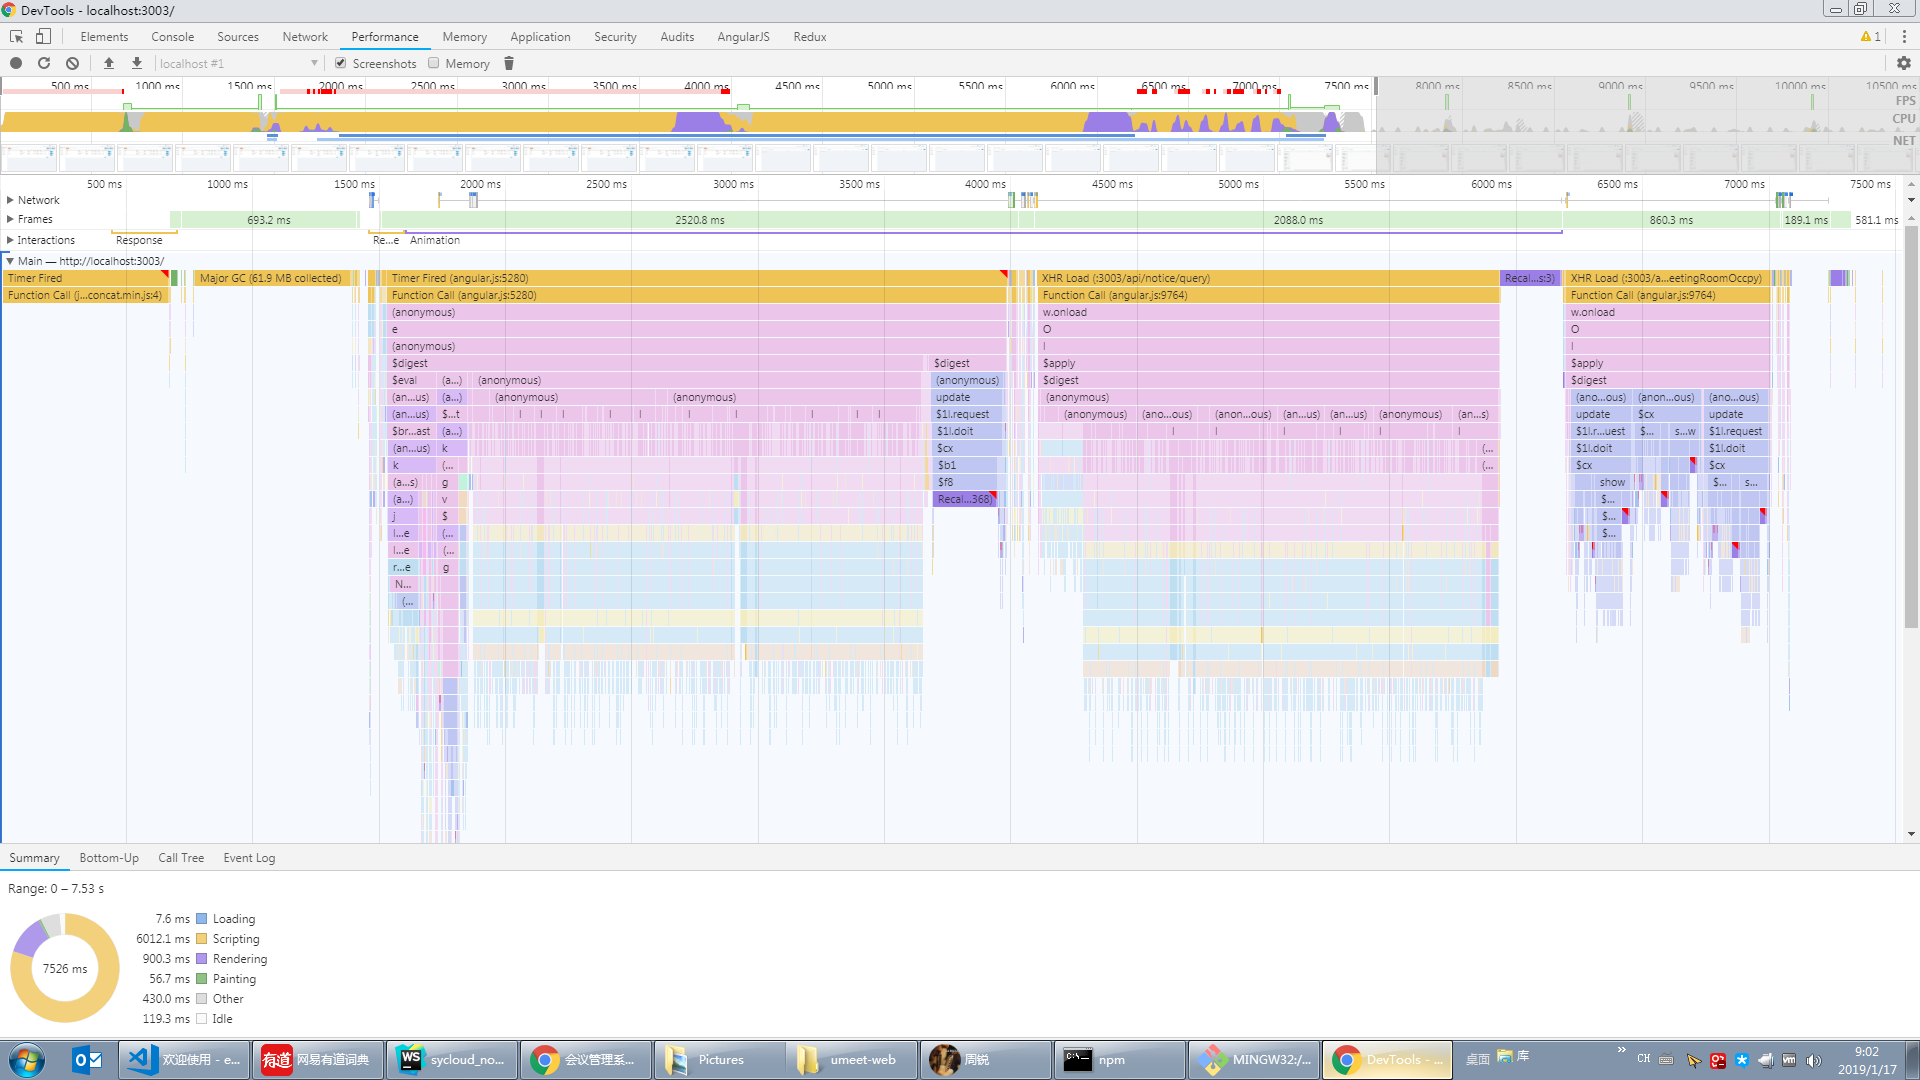 DevTools - localhost:3003/
Elements Console Sources Network Performance Memory Application Security Audits AngularJS Redux 1
localhost #1 Screenshots Memory
500 ms 1000 ms 1500 ms 2000 ms 2500 ms 3000 ms 3500 ms 4000 ms 4500 ms 5000 ms 5500 ms 6000 ms 6500 ms 7000 ms 7500 ms 8000 ms 8500 ms 9000 ms 9500 ms 10000 ms 10500 ms
FPS
CPU
NET
500 ms 1000 ms 1500 ms 2000 ms 2500 ms 3000 ms 3500 ms 4000 ms 4500 ms 5000 ms 5500 ms 6000 ms 6500 ms 7000 ms 7500 ms
Network
Frames 693.2 ms 2520.8 ms 2088.0 ms 860.3 ms 189.1 ms 581.1 ms
Interactions Response Re...e Animation
Main — http://localhost:3003/
Timer Fired Major GC (61.9 MB collected) Timer Fired (angular.js:5280) XHR Load (:3003/api/notice/query) Recal...s:3) XHR Load (:3003/a...eetingRoomOccpy)
Function Call (j...concat.min.js:4) Function Call (angular.js:5280) Function Call (angular.js:9764) Function Call (angular.js:9764)
(anonymous) w.onload w.onload
e O O
(anonymous) l l
$digest $digest $apply $apply
$eval (a...) (anonymous) (anonymous) $digest $digest
(an...us) (a...) (anonymous) (anonymous) update (anonymous) (ano...ous) (anon...ous) (ano...ous)
(an...us) $...t l l l l l l l l l $1l.request (anonymous) (ano...ous) (anon...ous) (an...us) (an...us) (anonymous) (an...s) update $cx update
$br...ast (a...) $1l.doit l l l l l l $1l.r...uest $... s...w $1l.request
(an...us) k $cx (... $1l.doit $1l.doit
k (... $b1 (... $cx $cx
(a...s) g $f8 show $... s...
(a...) v Recal...368) $...
j $ $...
l...e (... $...
l...e (...
r...e g
N...
(...
Summary Bottom-Up Call Tree Event Log
Range: 0 – 7.53 s
7.6 ms Loading
6012.1 ms Scripting
900.3 ms Rendering
7526 ms
56.7 ms Painting
430.0 ms Other
119.3 ms Idle
欢迎使用 - e... 有道 网易有道词典 WS sycloud_no... 会议管理系... Pictures umeet-web 周锐 npm MINGW32:/... DevTools - ... 桌面 库 » CH 9:02
2019/1/17